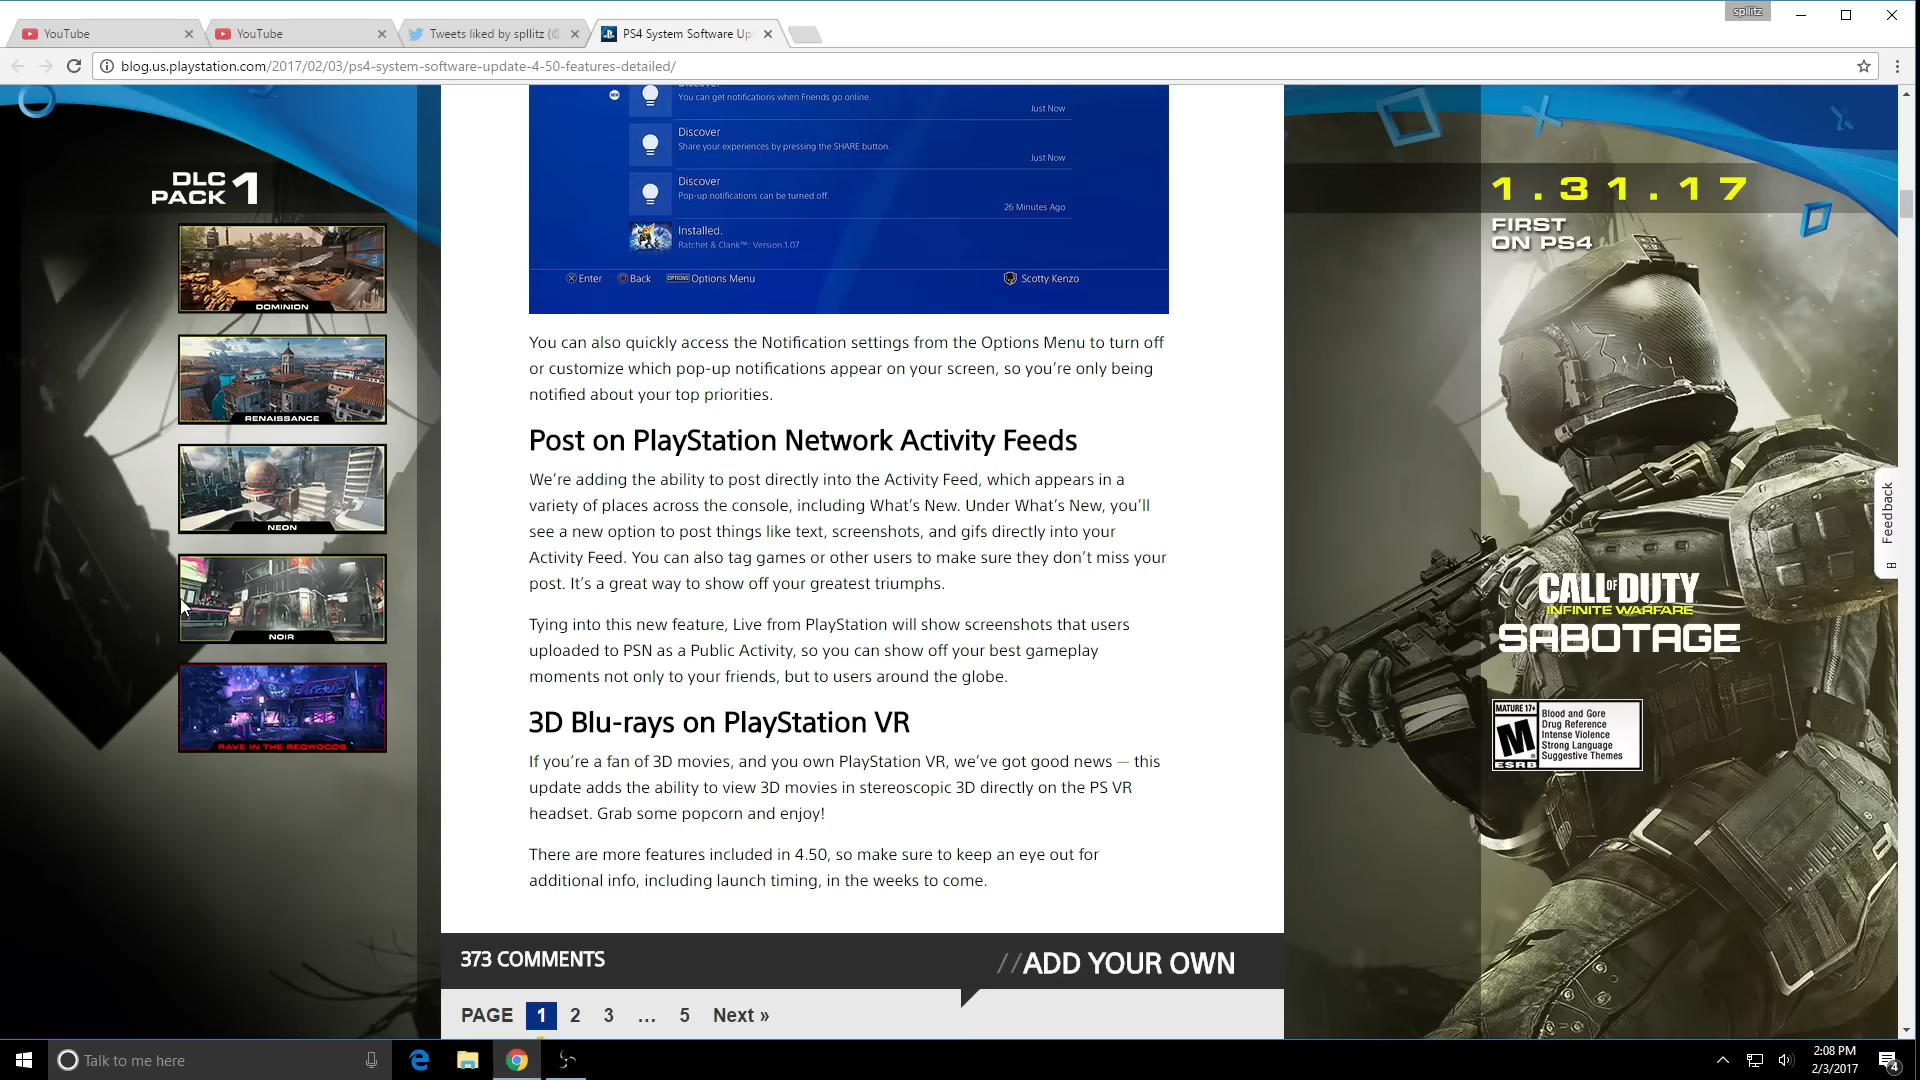 spllitz
YouTube
YouTube
Tweets liked by spllitz (@
PS4 System Software Up
blog.us.playstation.com/2017/02/03/ps4-system-software-update-4-50-features-detailed/
DLC
PACK 1
DOMINION
RENAISSANCE
NEON
NOIR
RAVE IN THE REDWOODS
You can get notifications when Friends go online.
Just Now
Discover
Share your experiences by pressing the SHARE button.
Just Now
Discover
Pop-up notifications can be turned off.
26 Minutes Ago
Installed.
Ratchet & Clank™: Version 1.07
Enter
Back
OPTIONS Options Menu
Scotty Kenzo
You can also quickly access the Notification settings from the Options Menu to turn off
or customize which pop-up notifications appear on your screen, so you’re only being
notified about your top priorities.
Post on PlayStation Network Activity Feeds
We’re adding the ability to post directly into the Activity Feed, which appears in a
variety of places across the console, including What’s New. Under What’s New, you’ll
see a new option to post things like text, screenshots, and gifs directly into your
Activity Feed. You can also tag games or other users to make sure they don’t miss your
post. It’s a great way to show off your greatest triumphs.
Tying into this new feature, Live from PlayStation will show screenshots that users
uploaded to PSN as a Public Activity, so you can show off your best gameplay
moments not only to your friends, but to users around the globe.
3D Blu-rays on PlayStation VR
If you’re a fan of 3D movies, and you own PlayStation VR, we’ve got good news — this
update adds the ability to view 3D movies in stereoscopic 3D directly on the PS VR
headset. Grab some popcorn and enjoy!
There are more features included in 4.50, so make sure to keep an eye out for
additional info, including launch timing, in the weeks to come.
373 COMMENTS
//ADD YOUR OWN
PAGE 1 2 3 ... 5 Next »
1.31.17
FIRST
ON PS4
CALL OF DUTY
INFINITE WARFARE
SABOTAGE
MATURE 17+
M
ESRB
Blood and Gore
Drug Reference
Intense Violence
Strong Language
Suggestive Themes
Feedback
Talk to me here
2:08 PM
2/3/2017
4